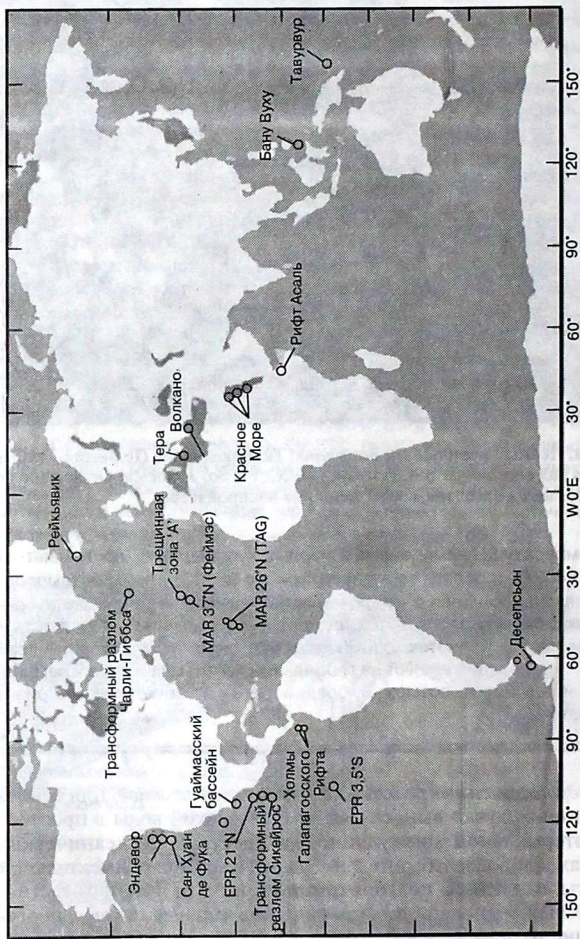 Рейкьявик
Трансформный разлом
Чарли-Гиббса
Эндевор
Сан Хуан
де Фука
Гуаймасский
бассейн
EPR 21°N
Трансформный
разлом Сикейрос
Холмы
Галапагосского
Рифта
EPR 3,5°S
Трещинная
зона "А"
MAR 37°N (Феймэс)
MAR 26°N (TAG)
Тера
Волкано
Красное
Море
Рифт Асаль
Бану Вуху
Тавурвур
Десепсьон
150°
120°
90°
60°
30°
W0°E
30°
60°
90°
120°
150°